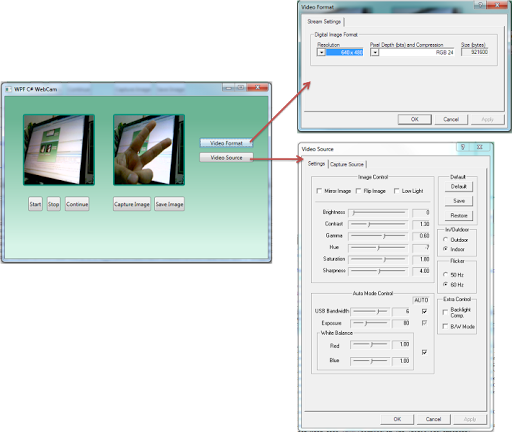 WPF C# WebCam
Start
Stop
Continue
Capture Image
Save Image
Video Format
Video Source
Video Format
Stream Settings
Digital Image Format
Resolution
Pixel Depth (bits) and Compression
Size (bytes)
640 x 480
RGB 24
921600
OK
Cancel
Apply
Video Source
Settings
Capture Source
Image Control
Mirror Image
Flip Image
Low Light
Brightness
0
Contrast
1.30
Gamma
0.60
Hue
-7
Saturation
1.80
Sharpness
4.00
Default
Default
Save
Restore
In/Outdoor
Outdoor
Indoor
Flicker
50 Hz
60 Hz
Auto Mode Control
AUTO
USB Bandwidth
6
Exposure
80
White Balance
Red
1.00
Blue
1.00
Extra Control
Backlight
Comp.
B/W Mode
OK
Cancel
Apply